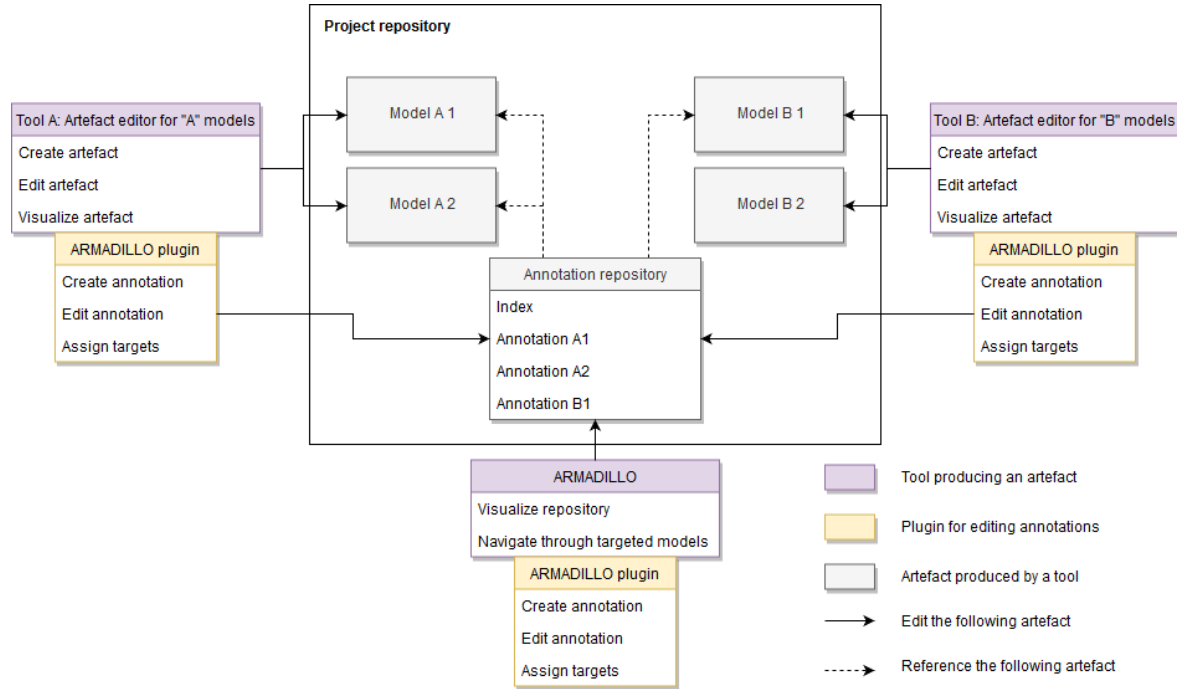 Project repository
Model A 1
Model B 1
Tool A: Artefact editor for "A" models
Create artefact
Edit artefact
Visualize artefact
Tool B: Artefact editor for "B" models
Create artefact
Edit artefact
Visualize artefact
Model A 2
Model B 2
ARMADILLO plugin
Create annotation
Edit annotation
Assign targets
Annotation repository
Index
Annotation A1
Annotation A2
Annotation B1
ARMADILLO plugin
Create annotation
Edit annotation
Assign targets
ARMADILLO
Visualize repository
Navigate through targeted models
ARMADILLO plugin
Create annotation
Edit annotation
Assign targets
Tool producing an artefact
Plugin for editing annotations
Artefact produced by a tool
Edit the following artefact
Reference the following artefact